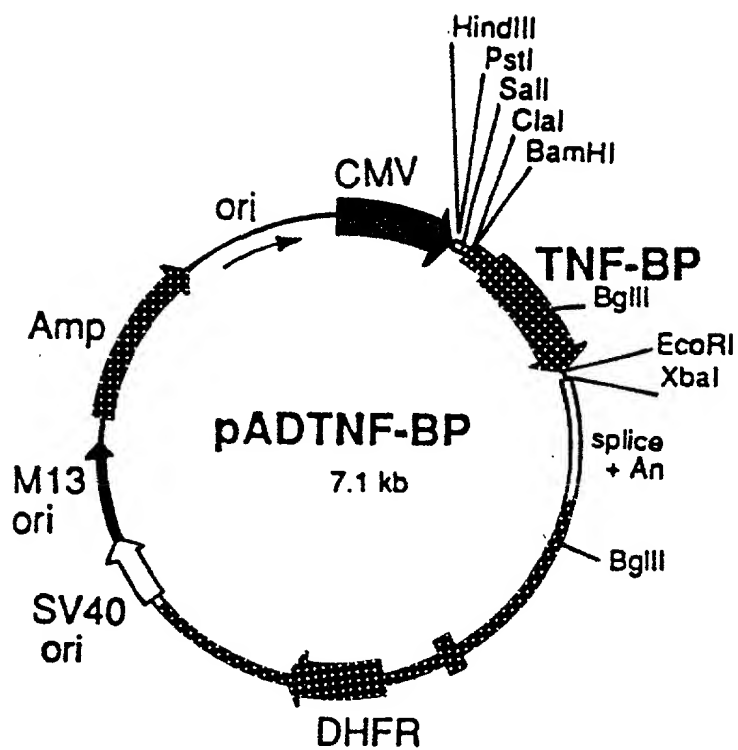 HindIII
PstI
SalI
ClaI
BamHI
CMV
ori
TNF-BP
BglII
EcoRI
XbaI
Amp
pADTNF-BP
7.1 kb
splice
+ An
M13
ori
BglII
SV40
ori
DHFR